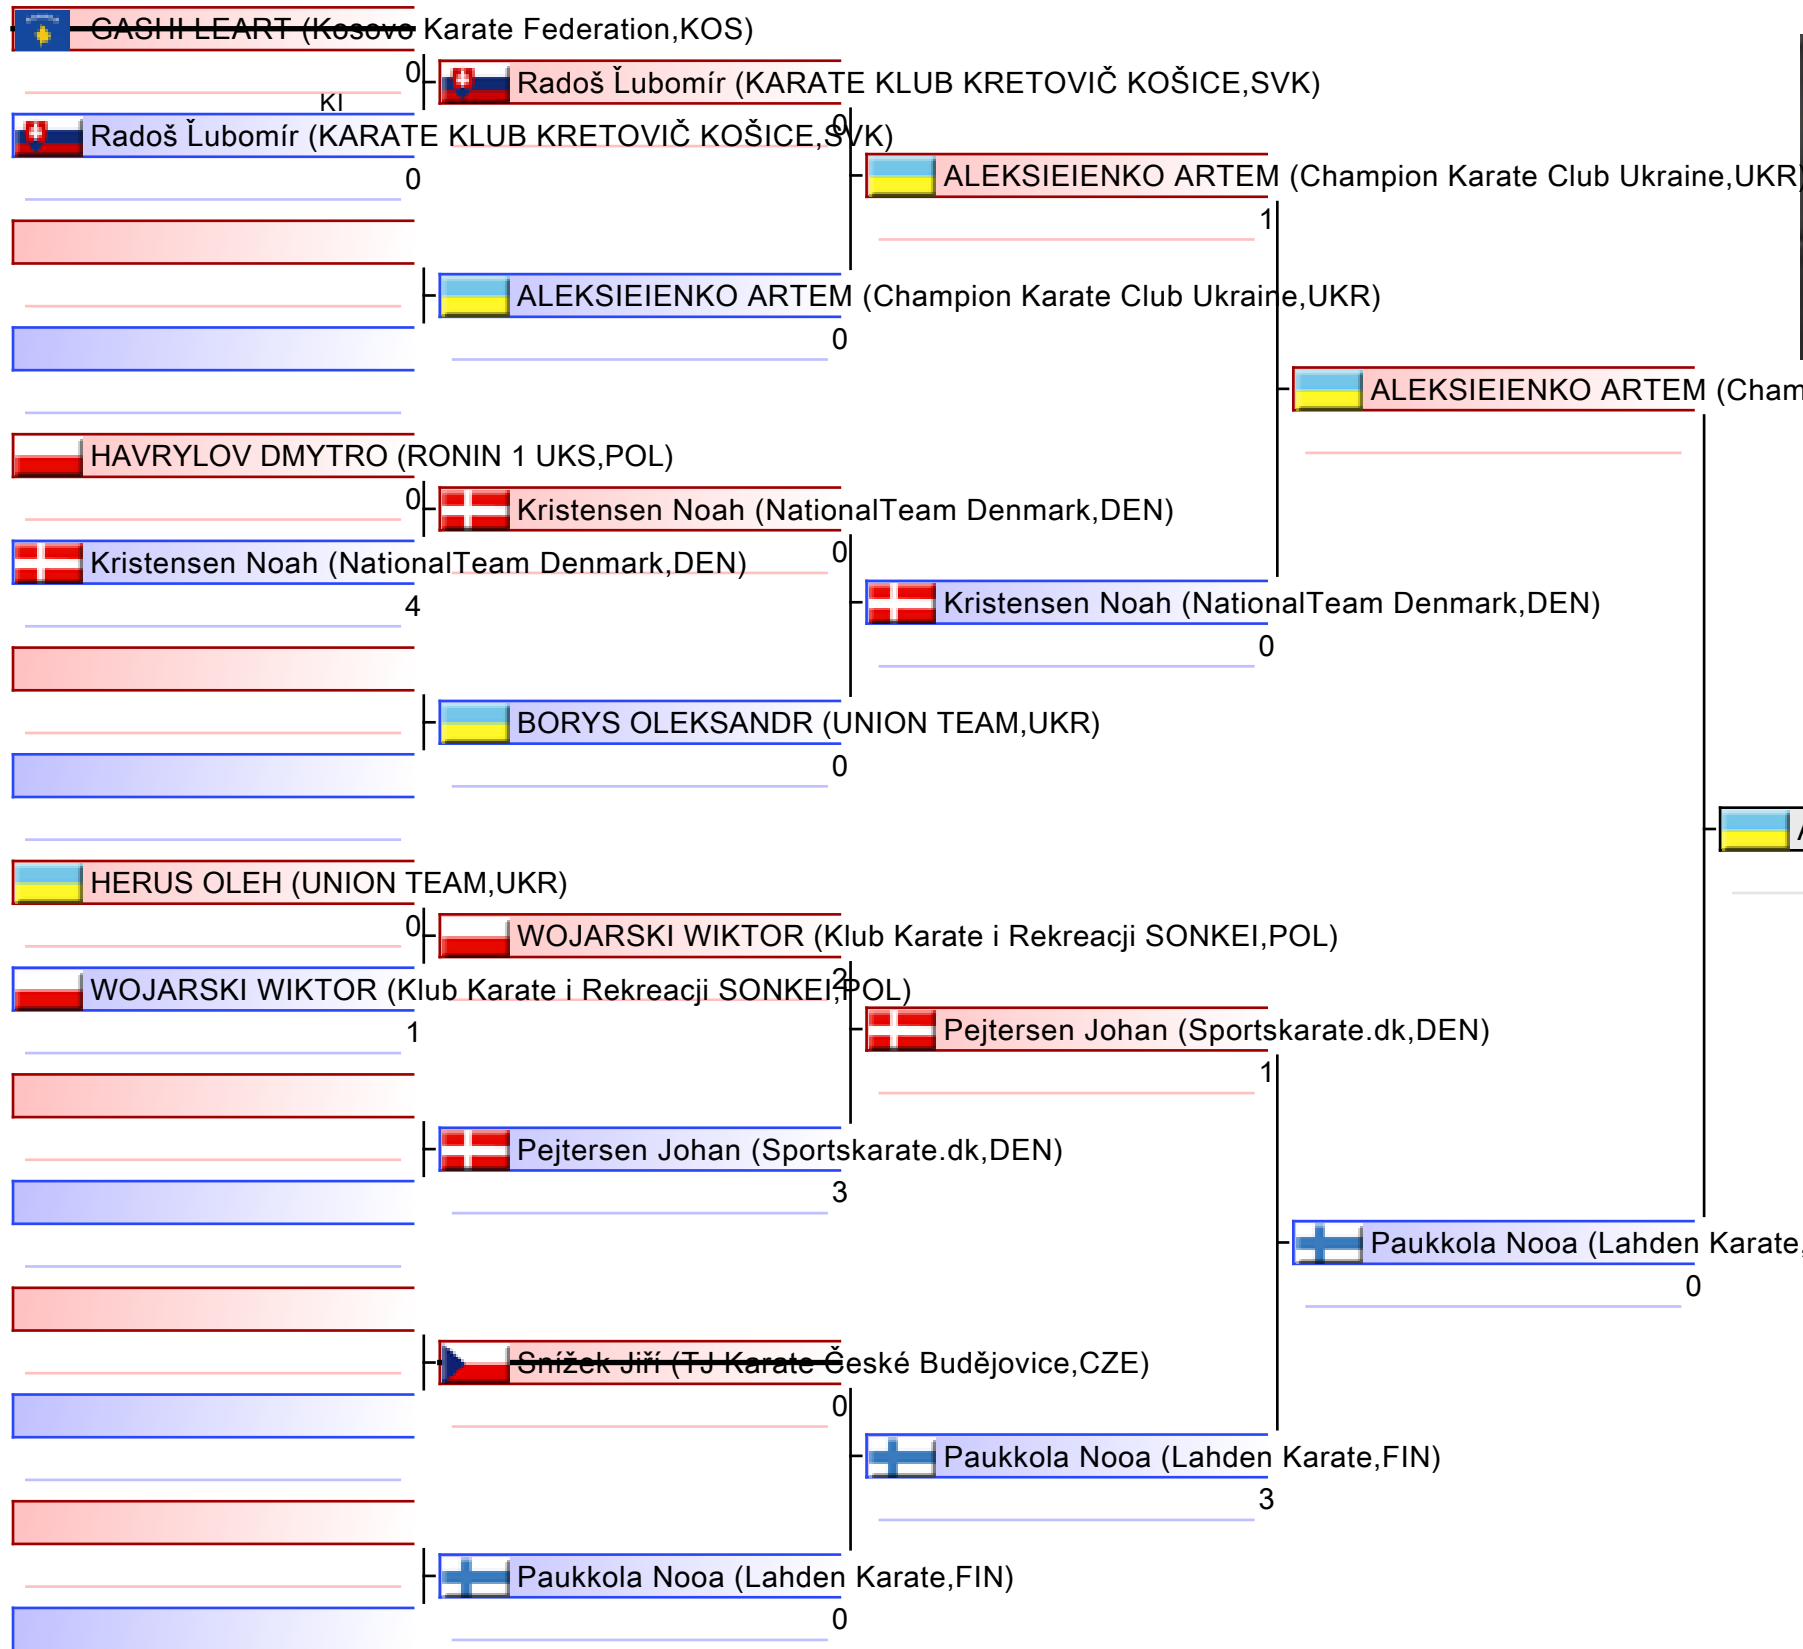 GASHI LEART (Kosovo Karate Federation,KOS)
0
KI
Radoš Ľubomír (KARATE KLUB KRETOVIČ KOŠICE,SVK)
0
HAVRYLOV DMYTRO (RONIN 1 UKS,POL)
0
Kristensen Noah (NationalTeam Denmark,DEN)
4
HERUS OLEH (UNION TEAM,UKR)
0
WOJARSKI WIKTOR (Klub Karate i Rekreacji SONKEI,POL)
1
Radoš Ľubomír (KARATE KLUB KRETOVIČ KOŠICE,SVK)
0
ALEKSIEIENKO ARTEM (Champion Karate Club Ukraine,UKR)
0
Kristensen Noah (NationalTeam Denmark,DEN)
0
BORYS OLEKSANDR (UNION TEAM,UKR)
0
WOJARSKI WIKTOR (Klub Karate i Rekreacji SONKEI,POL)
2
Pejtersen Johan (Sportskarate.dk,DEN)
3
Snížek Jiří (TJ Karate České Budějovice,CZE)
0
Paukkola Nooa (Lahden Karate,FIN)
0
ALEKSIEIENKO ARTEM (Champion Karate Club Ukraine,UKR)
1
Kristensen Noah (NationalTeam Denmark,DEN)
0
Pejtersen Johan (Sportskarate.dk,DEN)
1
Paukkola Nooa (Lahden Karate,FIN)
3
ALEKSIEIENKO ARTEM (Cham
Paukkola Nooa (Lahden Karate,
0